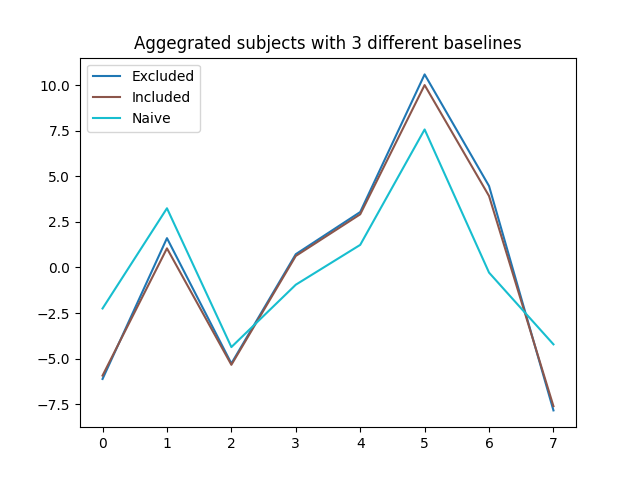 Aggegrated subjects with 3 different baselines
Excluded
Included
Naive
10.0
7.5
5.0
2.5
0.0
−2.5
−5.0
−7.5
0 1 2 3 4 5 6 7